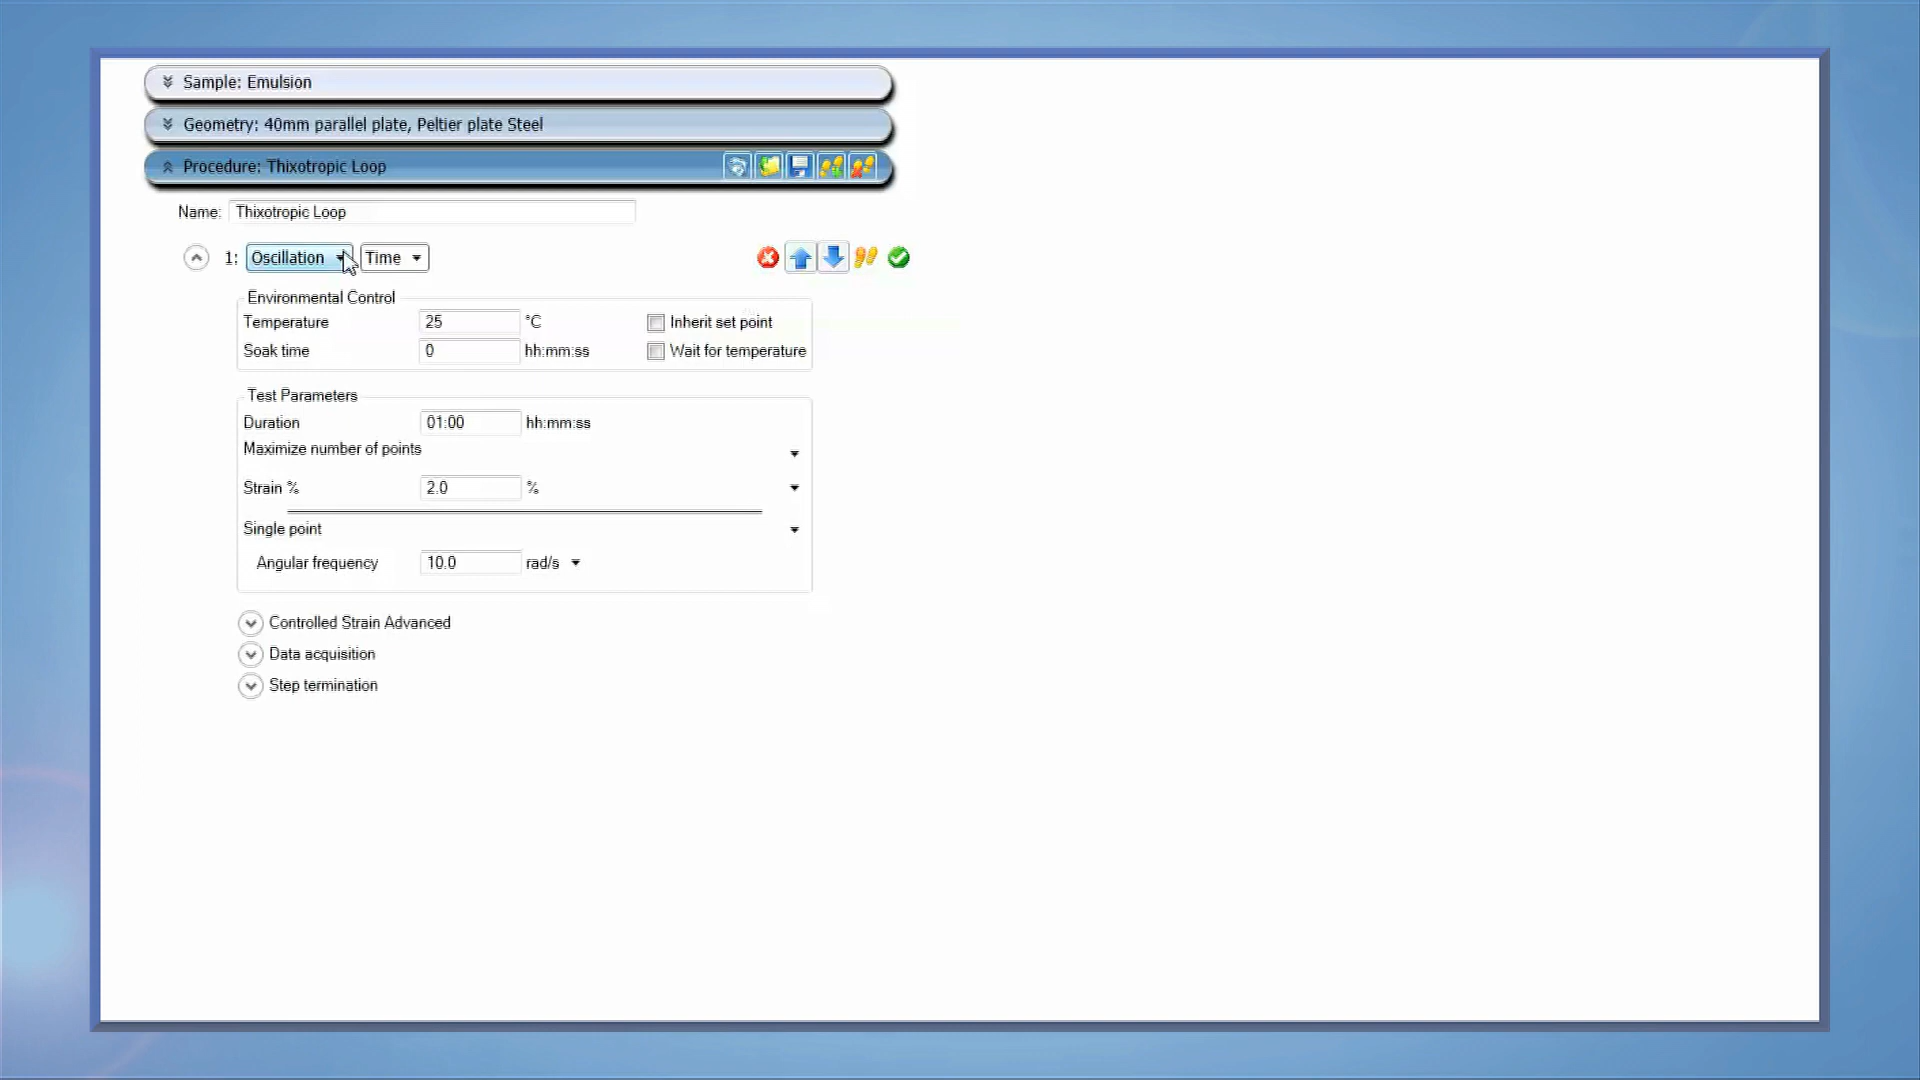 Sample: Emulsion
Geometry: 40mm parallel plate, Peltier plate Steel
Procedure: Thixotropic Loop
Name: Thixotropic Loop
1: Oscillation Time
Environmental Control
Temperature 25 °C Inherit set point
Soak time 0 hh:mm:ss Wait for temperature
Test Parameters
Duration 01:00 hh:mm:ss
Maximize number of points
Strain % 2.0 %
Single point
Angular frequency 10.0 rad/s
Controlled Strain Advanced
Data acquisition
Step termination